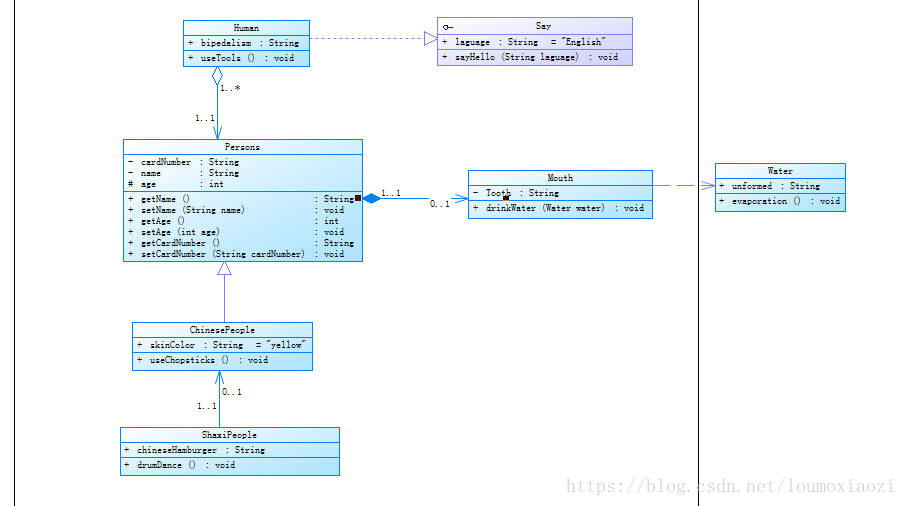 Human
+ bipedalism : String
+ useTools () : void
Say
+ laguage : String = "English"
+ sayHello (String laguage) : void
1..*
1..1
Persons
- cardNumber : String
- name : String
# age : int
+ getName () : String
+ setName (String name) : void
+ getAge () : int
+ setAge (int age) : void
+ getCardNumber () : String
+ setCardNumber (String cardNumber) : void
1..1
0..1
Mouth
- Tooth : String
+ drinkWater (Water water) : void
Water
+ unformed : String
+ evaporation () : void
ChinesePeople
+ skinColor : String = "yellow"
+ useChopsticks () : void
0..1
1..1
ShaxiPeople
+ chineseHamburger : String
+ drumDance () : void
https://blog.csdn.net/loumoxiaozi